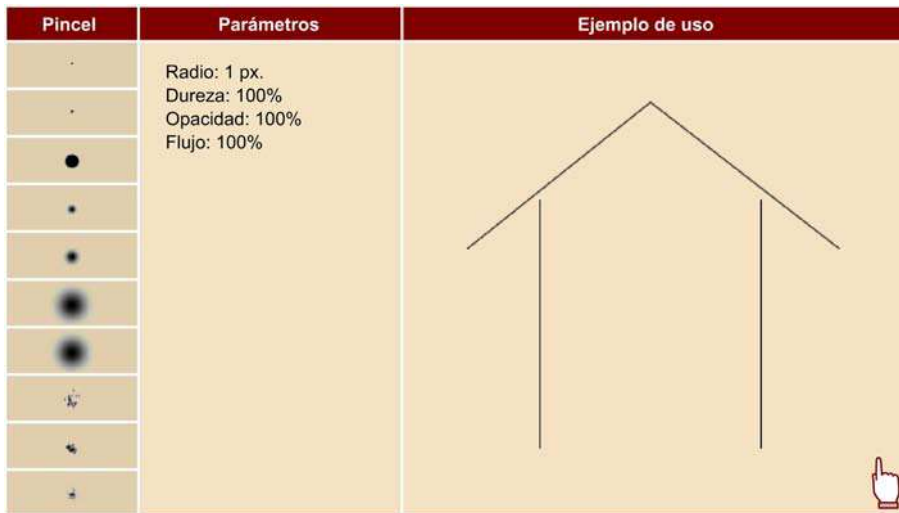 Pincel
Parámetros
Ejemplo de uso
Radio: 1 px.
Dureza: 100%
Opacidad: 100%
Flujo: 100%